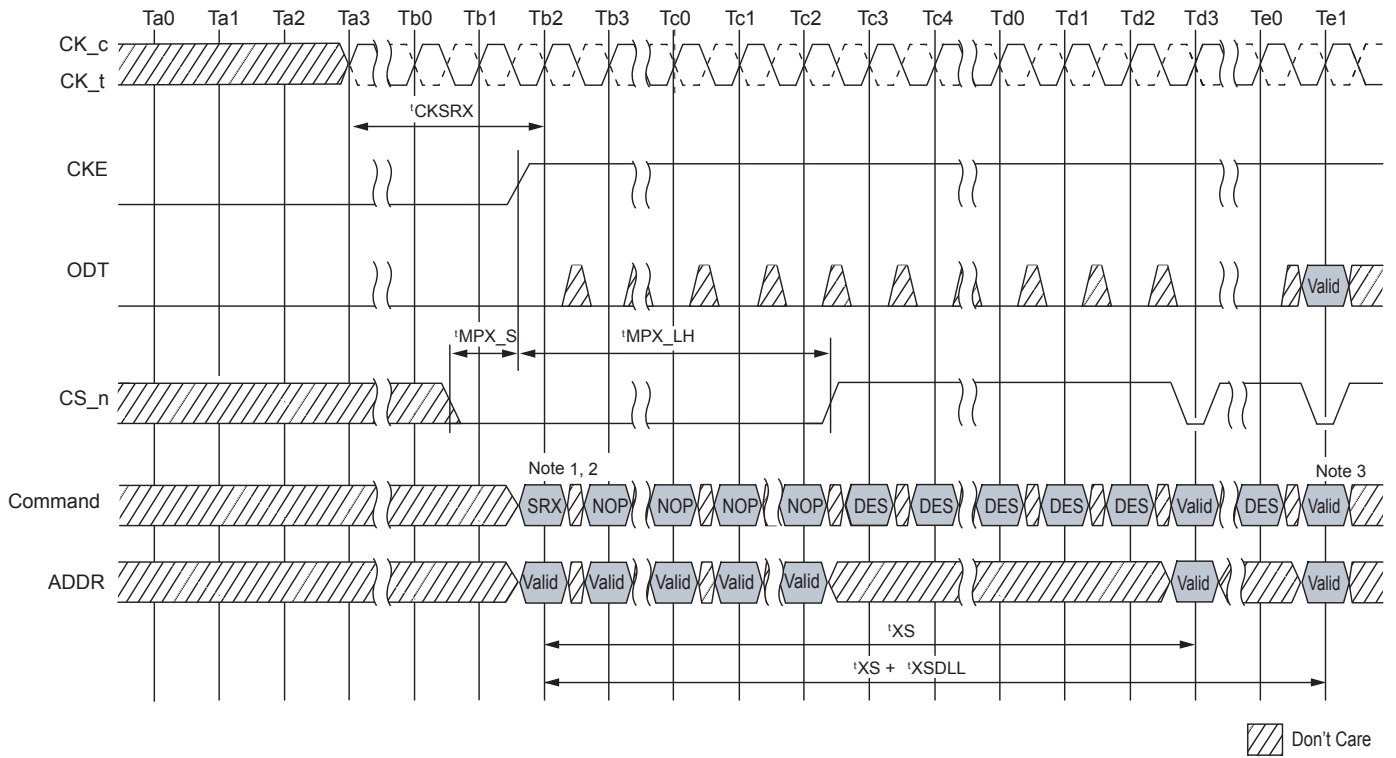 Ta0 Ta1 Ta2 Ta3 Tb0 Tb1 Tb2 Tb3 Tc0 Tc1 Tc2 Tc3 Tc4 Td0 Td1 Td2 Td3 Te0 Te1
CK_c
CK_t
tCKSRX
CKE
ODT
Valid
tMPX_S tMPX_LH
CS_n
Note 1, 2 Note 3
Command SRX NOP NOP NOP NOP DES DES DES DES DES Valid DES Valid
ADDR Valid Valid Valid Valid Valid Valid Valid
tXS
tXS + tXSDLL
Don't Care